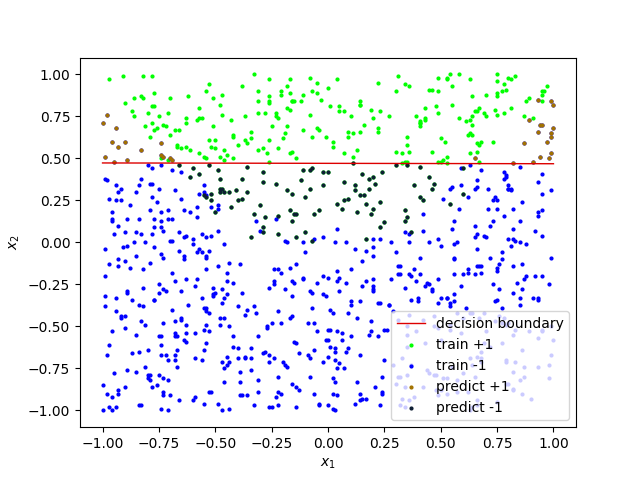 1.00
0.75
0.50
0.25
0.00
−0.25
−0.50
−0.75
−1.00
x₂
decision boundary
train +1
train -1
predict +1
predict -1
−1.00 −0.75 −0.50 −0.25 0.00 0.25 0.50 0.75 1.00
x₁